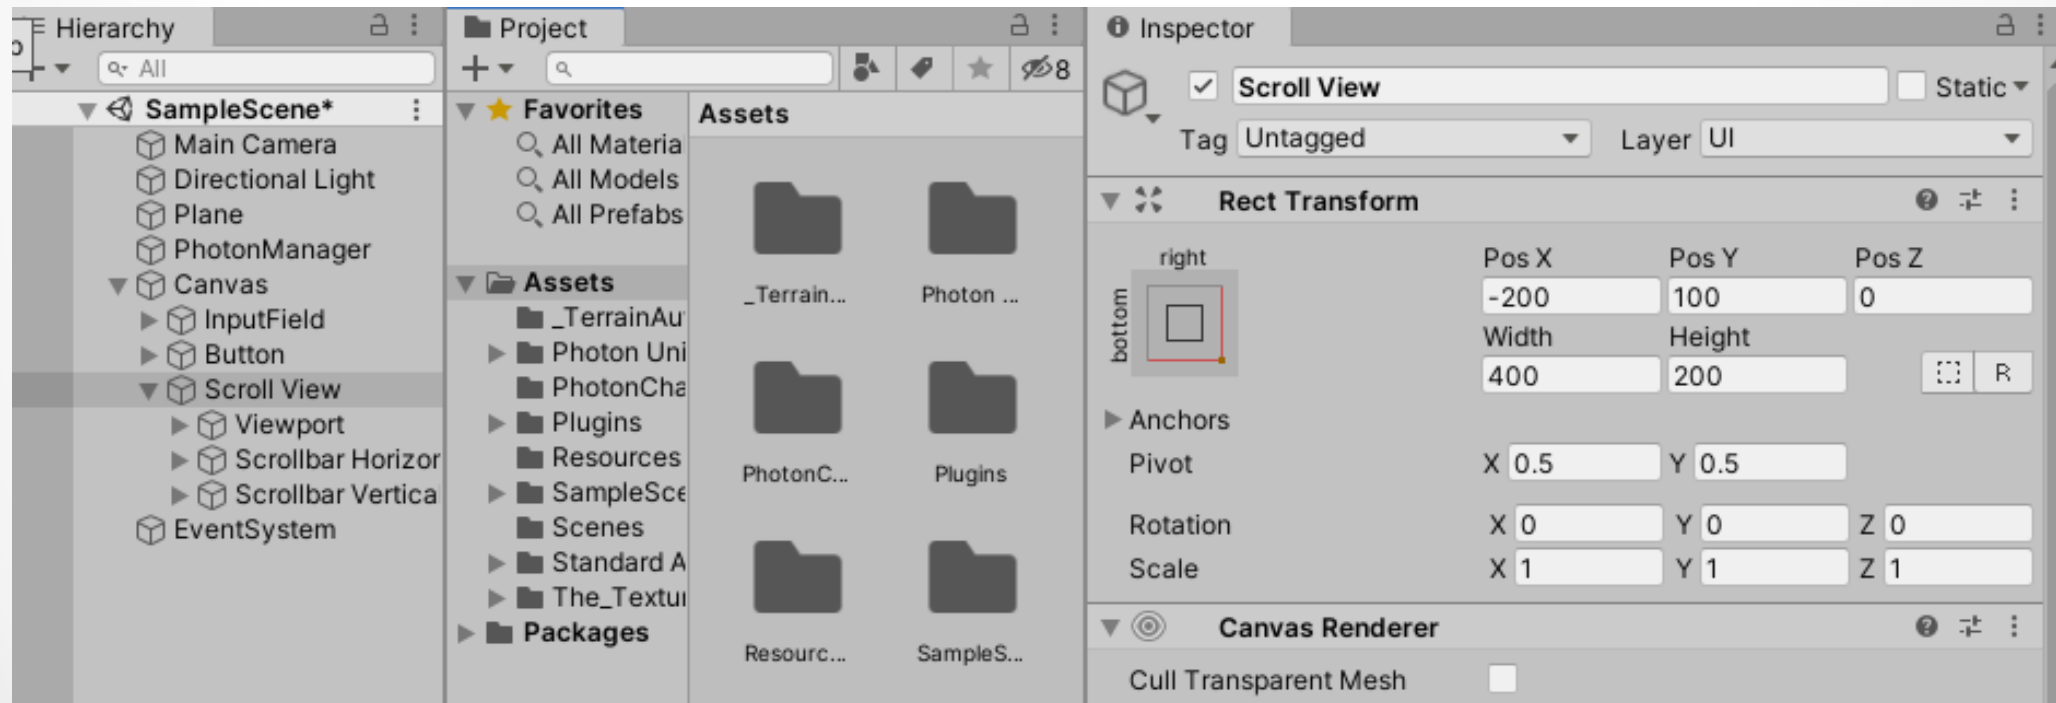 Hierarchy
All
SampleScene*
Main Camera
Directional Light
Plane
PhotonManager
Canvas
InputField
Button
Scroll View
Viewport
Scrollbar Horizon
Scrollbar Vertica
EventSystem
Project
8
Favorites
All Materia
All Models
All Prefabs
Assets
_TerrainAu
Photon Uni
PhotonCha
Plugins
Resources
SampleSce
Scenes
Standard A
The_Textu
Packages
Assets
_Terrain...
Photon ...
PhotonC...
Plugins
Resourc...
SampleS...
Inspector
Scroll View
Static
Tag Untagged Layer UI
Rect Transform
right
bottom
Pos X Pos Y Pos Z
-200 100 0
Width Height
400 200 R
Anchors
Pivot X 0.5 Y 0.5
Rotation X 0 Y 0 Z 0
Scale X 1 Y 1 Z 1
Canvas Renderer
Cull Transparent Mesh